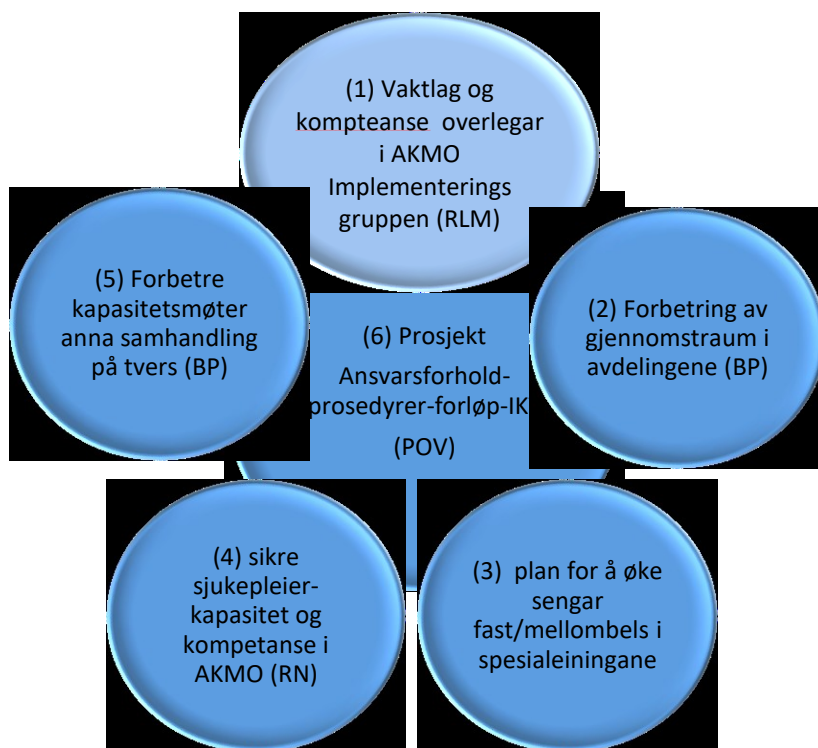 (1) Vaktlag og
kompteanse overlegar
i AKMO
Implementerings
gruppen (RLM)
(5) Forbetre
kapasitetsmøter
anna samhandling
på tvers (BP)
(2) Forbetring av
gjennomstraum i
avdelingene (BP)
(6) Prosjekt
Ansvarsforhold-
prosedyrer-forløp-IK
(POV)
(4) sikre
sjukepleier-
kapasitet og
kompetanse i
AKMO (RN)
(3) plan for å øke
sengar
fast/mellombels i
spesialeiningane